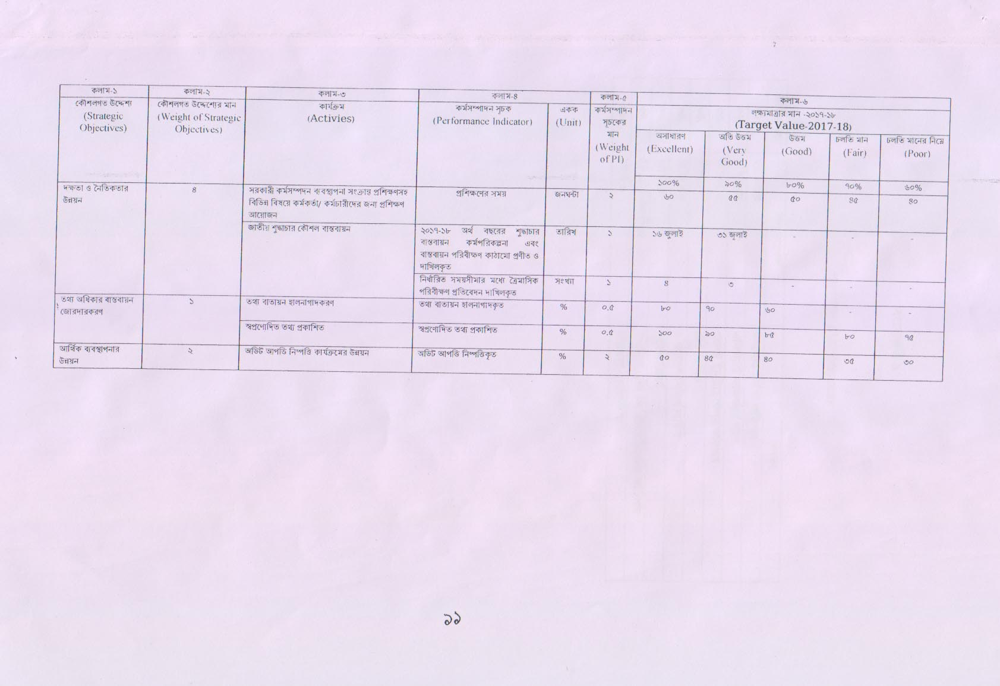 কলাম-১ কলাম-২ কলাম-৩ কলাম-৪ কলাম-৫ কলাম-৬
কৌশলগত উদ্দেশ্য
(Strategic
Objectives)
কৌশলগত উদ্দেশ্যের মান
(Weight of Strategic
Objectives)
কার্যক্রম
(Activies)
কর্মসম্পাদন সূচক
(Performance Indicator)
একক
(Unit)
কর্মসম্পাদন
সূচকের
মান
(Weight
of PI)
লক্ষ্যমাত্রার মান -২০১৭-১৮
(Target Value-2017-18)
অসাধারণ
(Excellent)
অতি উত্তম
(Very
Good)
উত্তম
(Good)
চলতি মান
(Fair)
চলতি মানের নিম্নে
(Poor)
১০০% ৯০% ৮০% ৭০% ৬০%
দক্ষতা ও নৈতিকতার
উন্নয়ন
৪
সরকারী কর্মসম্পদন ব্যবস্থাপনা সংক্রান্ত প্রশিক্ষণসহ
বিভিন্ন বিষয়ে কর্মকর্তা/ কর্মচারীদের জন্য প্রশিক্ষণ
আয়োজন
প্রশিক্ষণের সময় জনঘন্টা ২ ৬০ ৫৫ ৫০ ৪৫ ৪০
জাতীয় শুদ্ধাচার কৌশল বাস্তবায়ন
২০১৭-১৮ অর্থ বছরের শুদ্ধাচার
বাস্তবায়ন কর্মপরিকল্পনা এবং
বাস্তবায়ন পরিবীক্ষণ কাঠামো প্রণীত ও
দাখিলকৃত
তারিখ ১ ১৬ জুলাই ৩১ জুলাই - - -
নির্ধারিত সময়সীমার মধ্যে ত্রৈমাসিক
পরিবীক্ষণ প্রতিবেদন দাখিলকৃত
সংখ্যা ১ ৪ ৩ - - -
তথ্য অধিকার বাস্তবায়ন
জোরদারকরণ
১ তথ্য বাতায়ন হালনাগাদকরণ তথ্য বাতায়ন হালনাগাদকৃত % ০.৫ ৮০ ৭০ ৬০ - -
স্বপ্রণোদিত তথ্য প্রকাশিত স্বপ্রণোদিত তথ্য প্রকাশিত % ০.৫ ১০০ ৯০ ৮৫ ৮০ ৭৫
আর্থিক ব্যবস্থাপনার
উন্নয়ন
২ অডিট আপত্তি নিষ্পত্তি কার্যক্রমের উন্নয়ন অডিট আপত্তি নিষ্পত্তিকৃত % ২ ৫০ ৪৫ ৪০ ৩৫ ৩০
১১